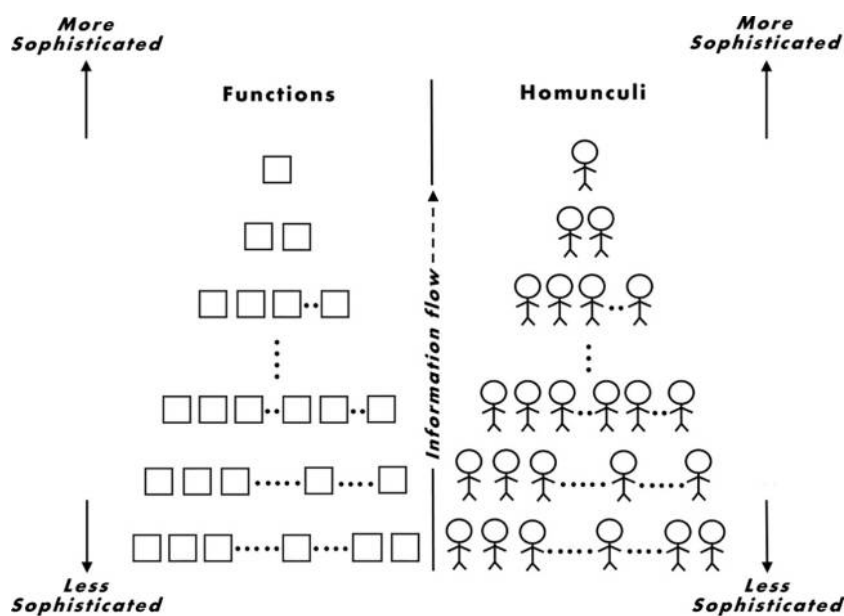 More
Sophisticated
More
Sophisticated
Functions
Homunculi
Information flow
Less
Sophisticated
Less
Sophisticated